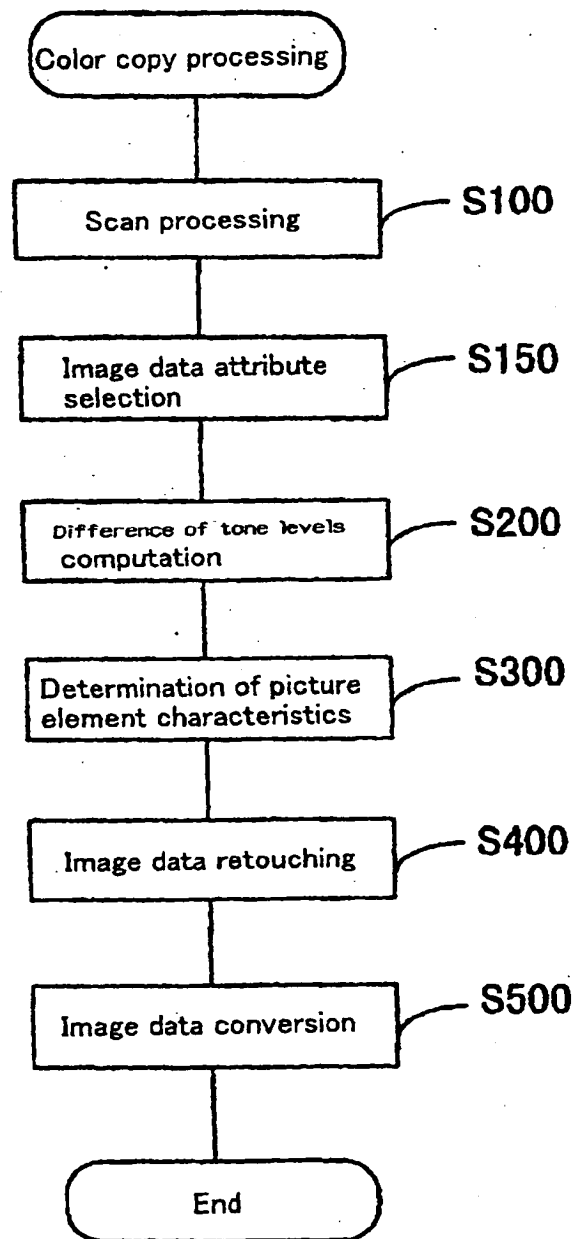 Color copy processing
Scan processing
S100
Image data attribute
selection
S150
Difference of tone levels
computation
S200
Determination of picture
element characteristics
S300
Image data retouching
S400
Image data conversion
S500
End